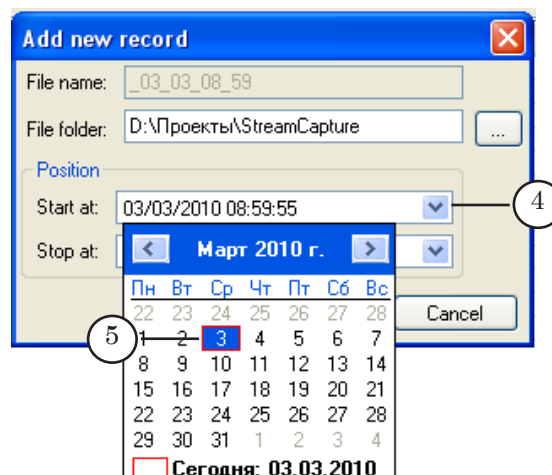 Add new record
File name: _03_03_08_59
File folder: D:\Проекты\StreamCapture ...
Position
Start at: 03/03/2010 08:59:55 4
Stop at:
Март 2010 г.
Пн Вт Ср Чт Пт Сб Вс
22 23 24 25 26 27 28
Cancel
5 1 2 3 4 5 6 7
8 9 10 11 12 13 14
15 16 17 18 19 20 21
22 23 24 25 26 27 28
29 30 31 1 2 3 4
Сегодня: 03.03.2010